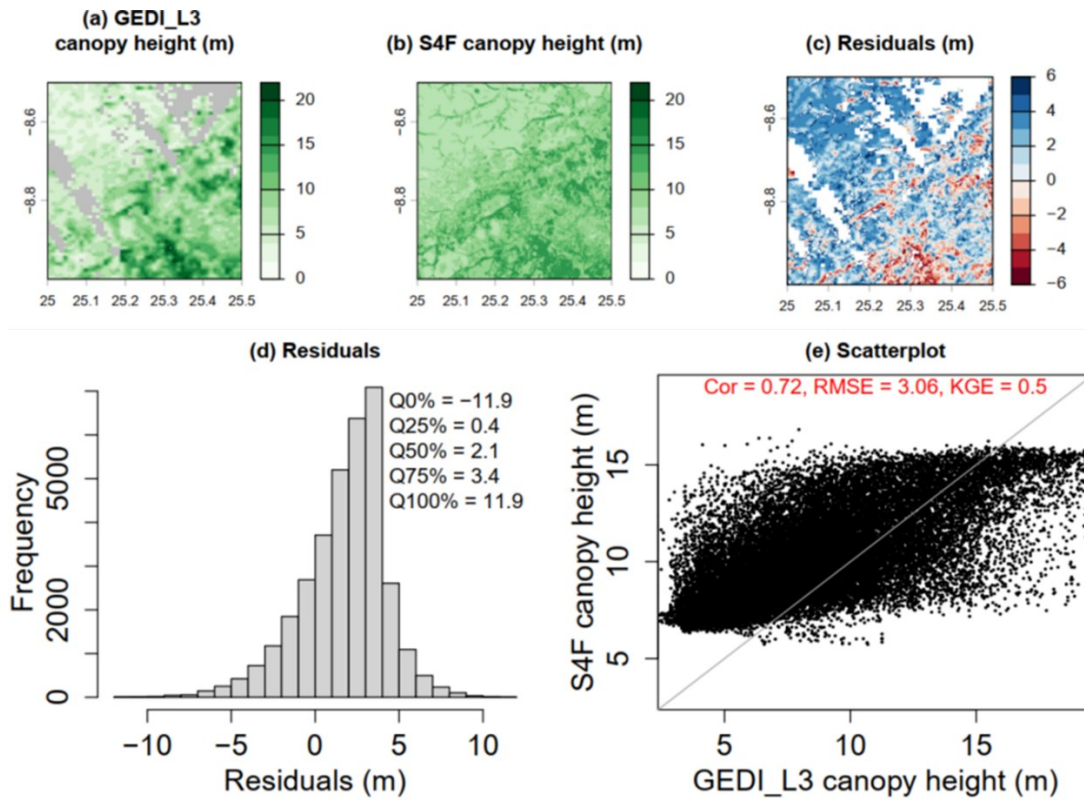 (a) GEDI_L3
canopy height (m)
(b) S4F canopy height (m)
(c) Residuals (m)
−8.6
−8.8
20
15
10
5
0
25 25.1 25.2 25.3 25.4 25.5
−8.6
−8.8
20
15
10
5
0
25 25.1 25.2 25.3 25.4 25.5
−8.6
−8.8
6
4
2
0
−2
−4
−6
25 25.1 25.2 25.3 25.4 25.5
(d) Residuals
Q0% = −11.9
Q25% = 0.4
Q50% = 2.1
Q75% = 3.4
Q100% = 11.9
Frequency
5000
2000
0
−10 −5 0 5 10
Residuals (m)
(e) Scatterplot
Cor = 0.72, RMSE = 3.06, KGE = 0.5
S4F canopy height (m)
15
10
5
5 10 15
GEDI_L3 canopy height (m)